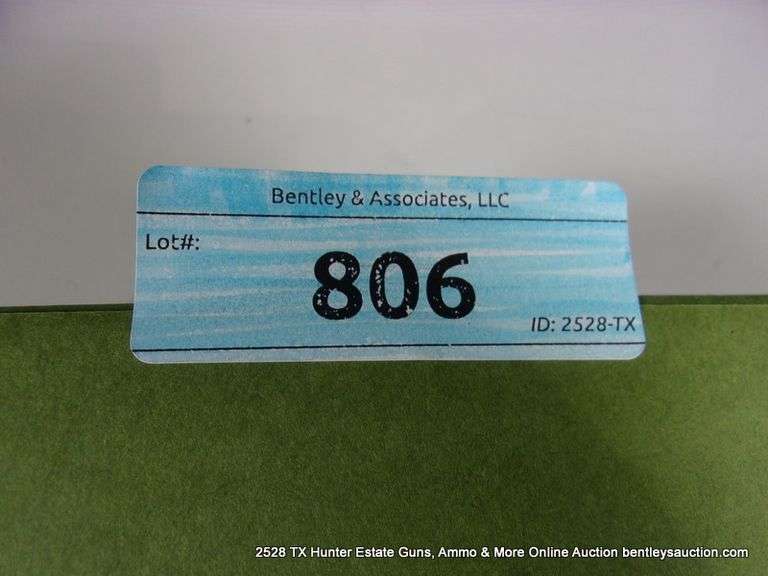 Bentley & Associates, LLC
Lot#:
806
ID: 2528-TX
2528 TX Hunter Estate Guns, Ammo & More Online Auction bentleysauction.com